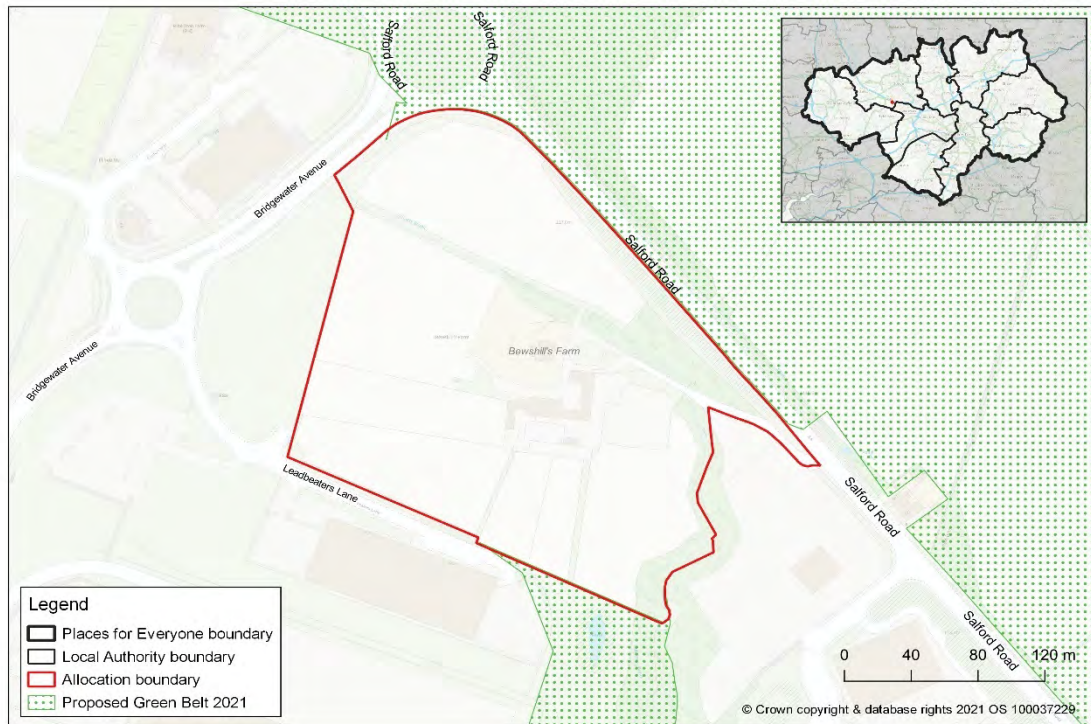 Salford Road
Salford Road
Bridgewater Avenue
Salford Road
Bewshill's Farm
Bridgewater Avenue
Leadbeaters Lane
Salford Road
Salford Road
Legend
Places for Everyone boundary
Local Authority boundary
Allocation boundary
Proposed Green Belt 2021
0 40 80 120 m
© Crown copyright & database rights 2021 OS 100037229